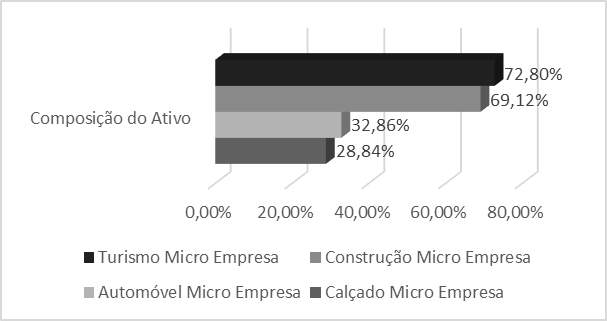 72,80%
69,12%
Composição do Ativo
32,86%
28,84%
0,00% 20,00% 40,00% 60,00% 80,00%
Turismo Micro Empresa Construção Micro Empresa
Automóvel Micro Empresa Calçado Micro Empresa